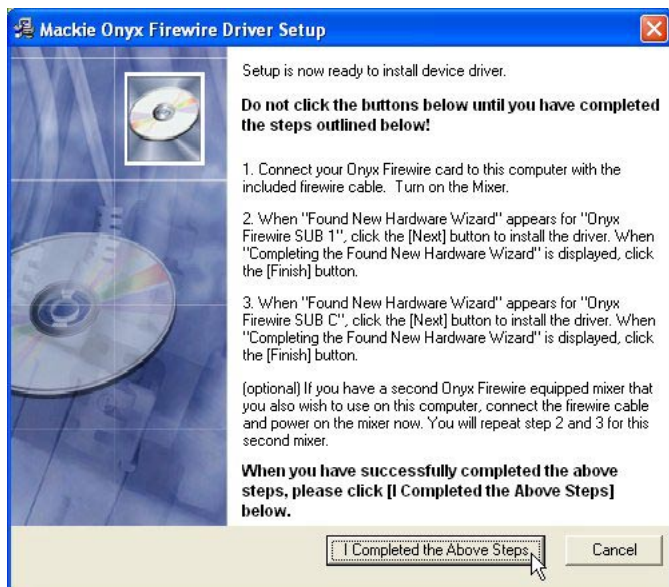 Mackie Onyx Firewire Driver Setup
Setup is now ready to install device driver.
Do not click the buttons below until you have completed
the steps outlined below!
1. Connect your Onyx Firewire card to this computer with the
included firewire cable.  Turn on the Mixer.
2. When "Found New Hardware Wizard" appears for "Onyx
Firewire SUB 1", click the [Next] button to install the driver. When
"Completing the Found New Hardware Wizard" is displayed, click
the [Finish] button.
3. When "Found New Hardware Wizard" appears for "Onyx
Firewire SUB C", click the [Next] button to install the driver. When
"Completing the Found New Hardware Wizard" is displayed, click
the [Finish] button.
(optional) If you have a second Onyx Firewire equipped mixer that
you also wish to use on this computer, connect the firewire cable
and power on the mixer now. You will repeat step 2 and 3 for this
second mixer.
When you have successfully completed the above
steps, please click [I Completed the Above Steps]
below.
I Completed the Above Steps
Cancel